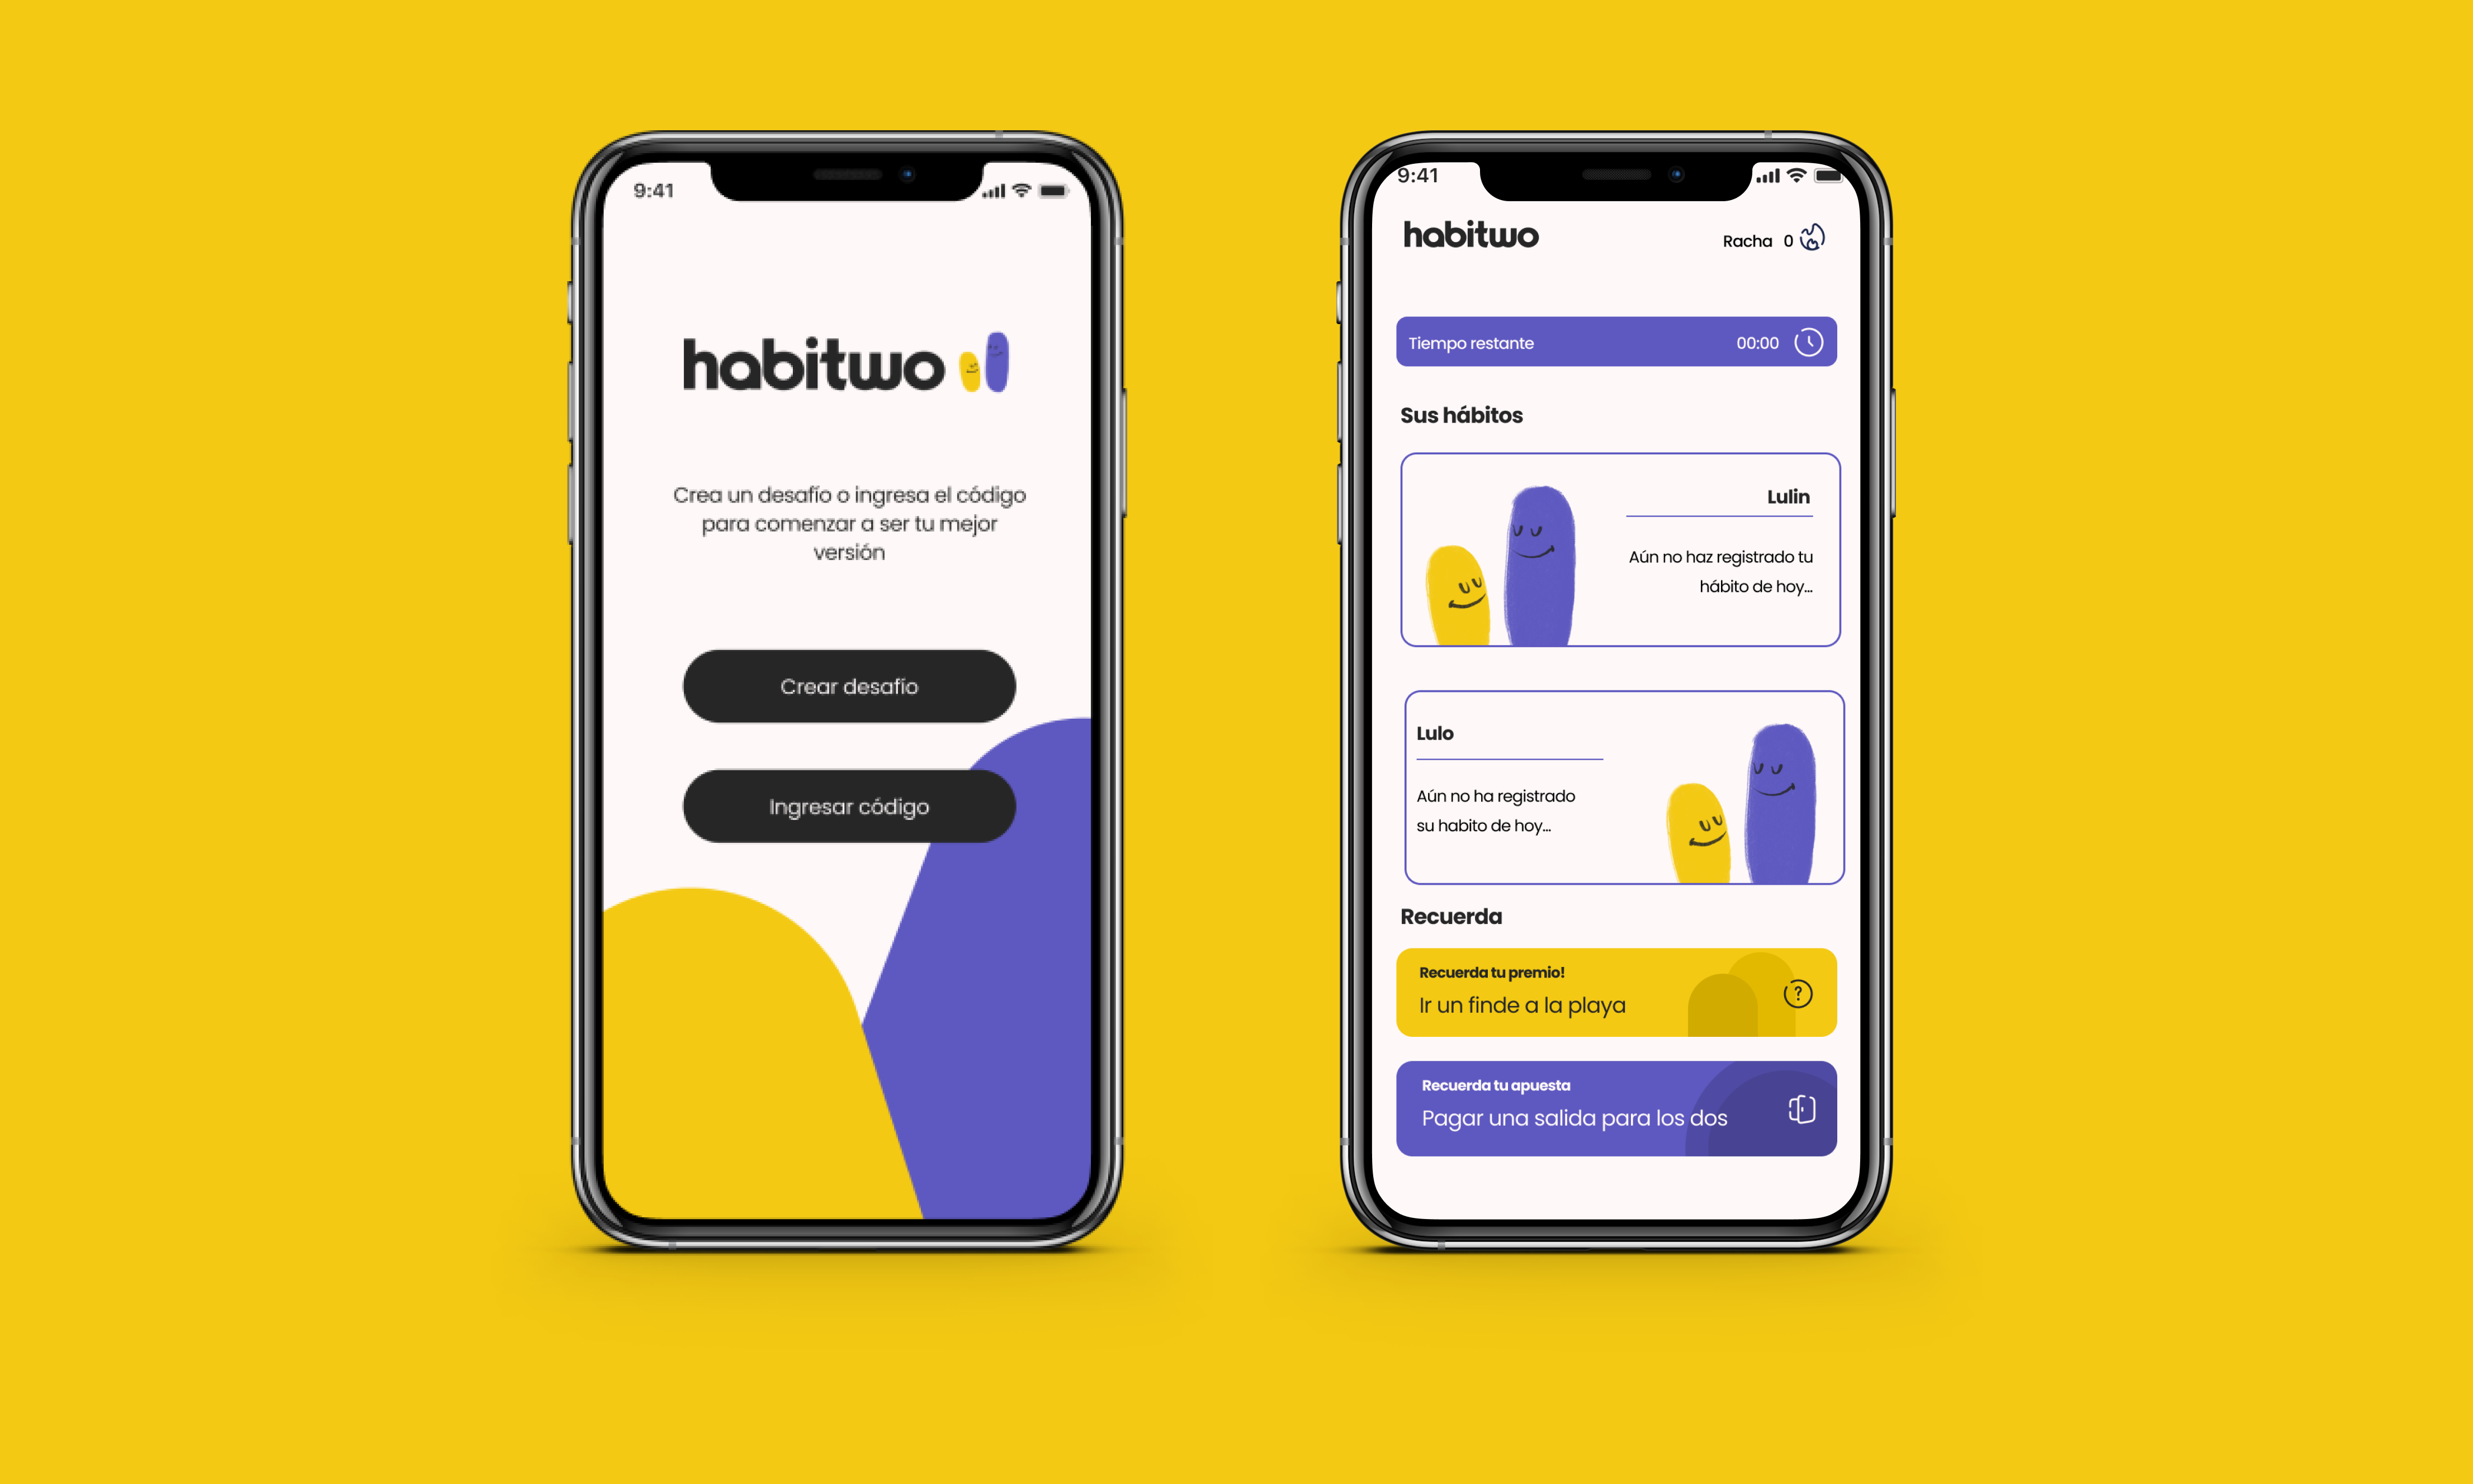 9:41
habitwo
Crea un desafío o ingresa el código
para comenzar a ser tu mejor
versión
Crear desafío
Ingresar código
9:41
habitwo
Racha 0
Tiempo restante 00:00
Sus hábitos
Lulin
Aún no haz registrado tu
hábito de hoy...
Lulo
Aún no ha registrado
su habito de hoy...
Recuerda
Recuerda tu premio!
Ir un finde a la playa
?
Recuerda tu apuesta
Pagar una salida para los dos